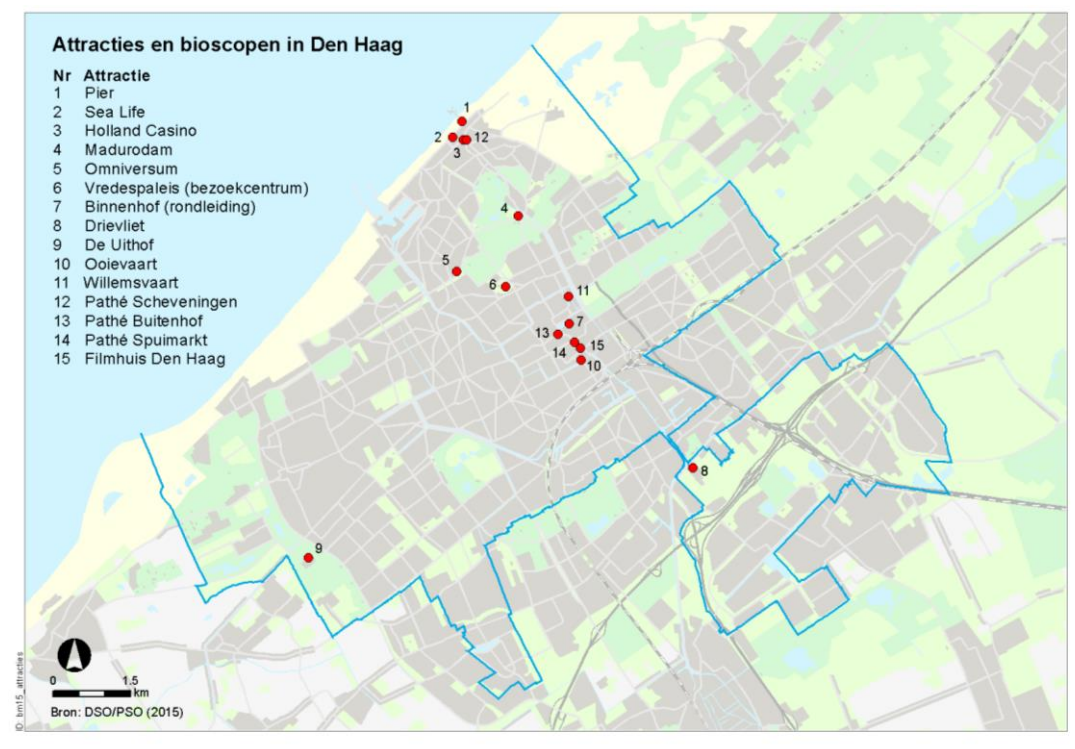 Attracties en bioscopen in Den Haag
Nr Attractie
1 Pier
2 Sea Life
3 Holland Casino
4 Madurodam
5 Omniversum
6 Vredespaleis (bezoekcentrum)
7 Binnenhof (rondleiding)
8 Drievliet
9 De Uithof
10 Ooievaart
11 Willemsvaart
12 Pathé Scheveningen
13 Pathé Buitenhof
14 Pathé Spuimarkt
15 Filmhuis Den Haag
1
2
12
3
4
5
6
11
7
13
14
15
10
8
9
0 1.5
km
Bron: DSO/PSO (2015)
ID: bm15_attracties